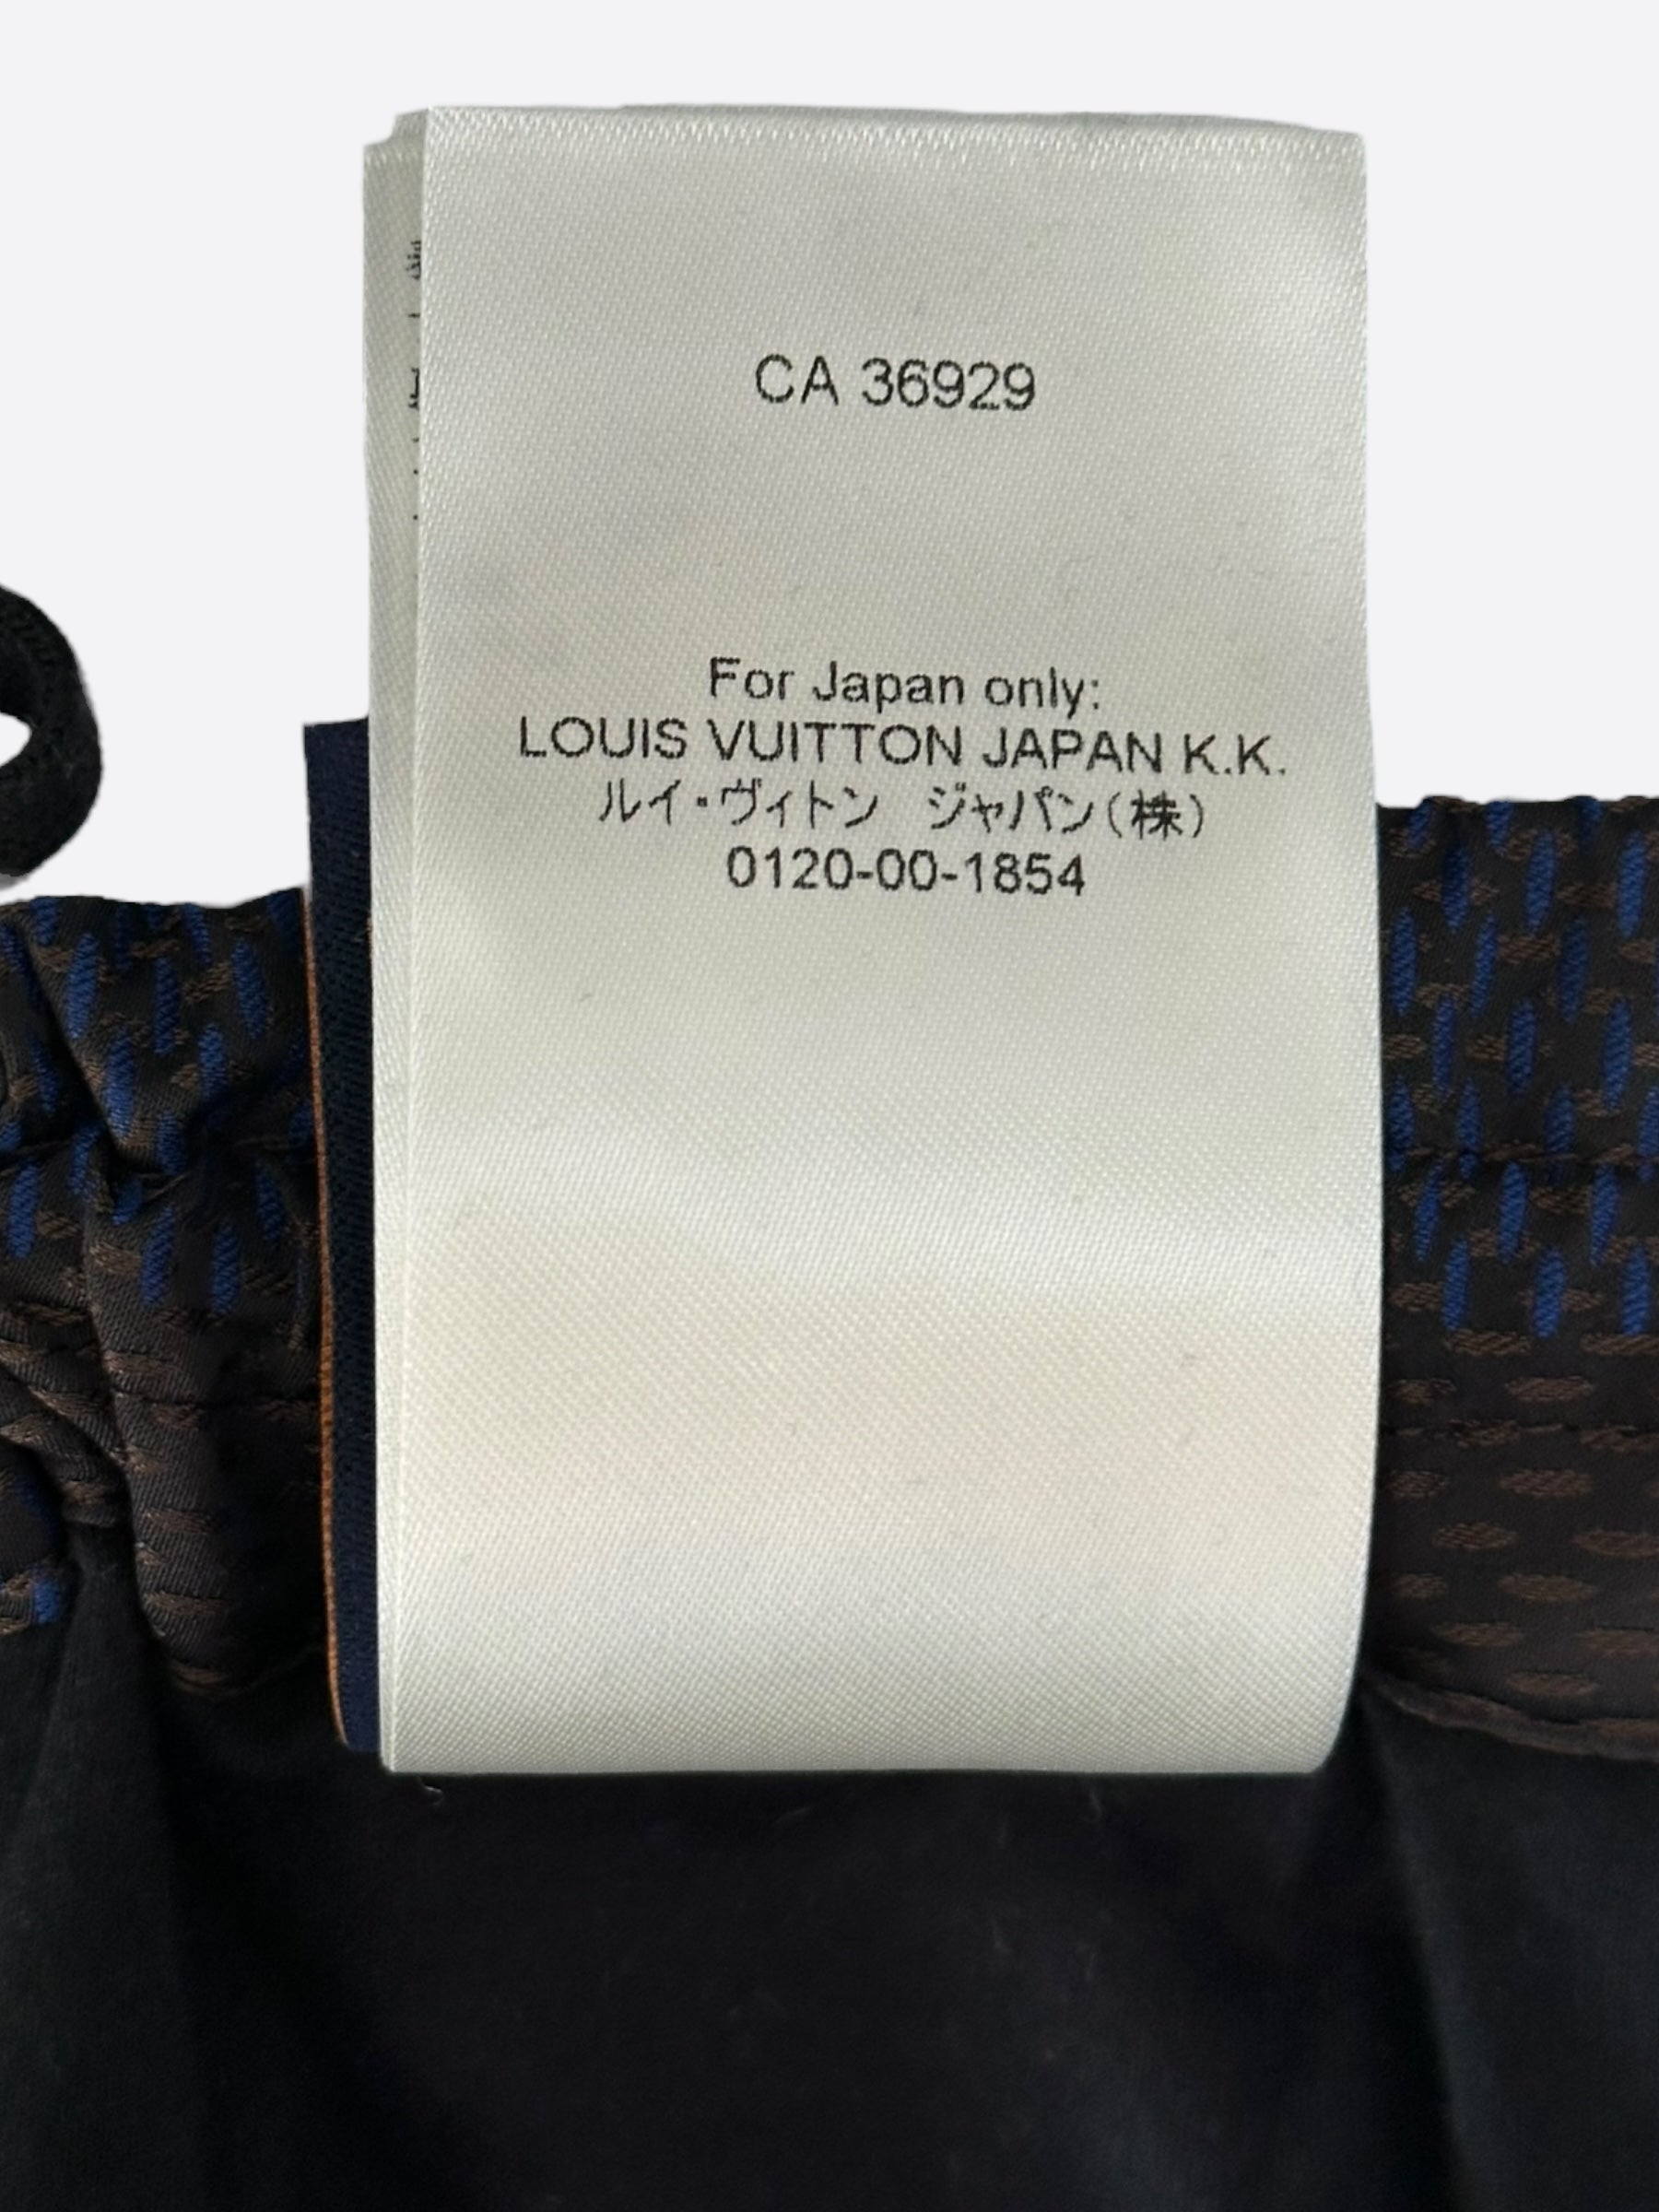 CA 36929
For Japan only:
LOUIS VUITTON JAPAN K.K.
ルイ・ヴィトン　ジャパン(株)
0120-00-1854